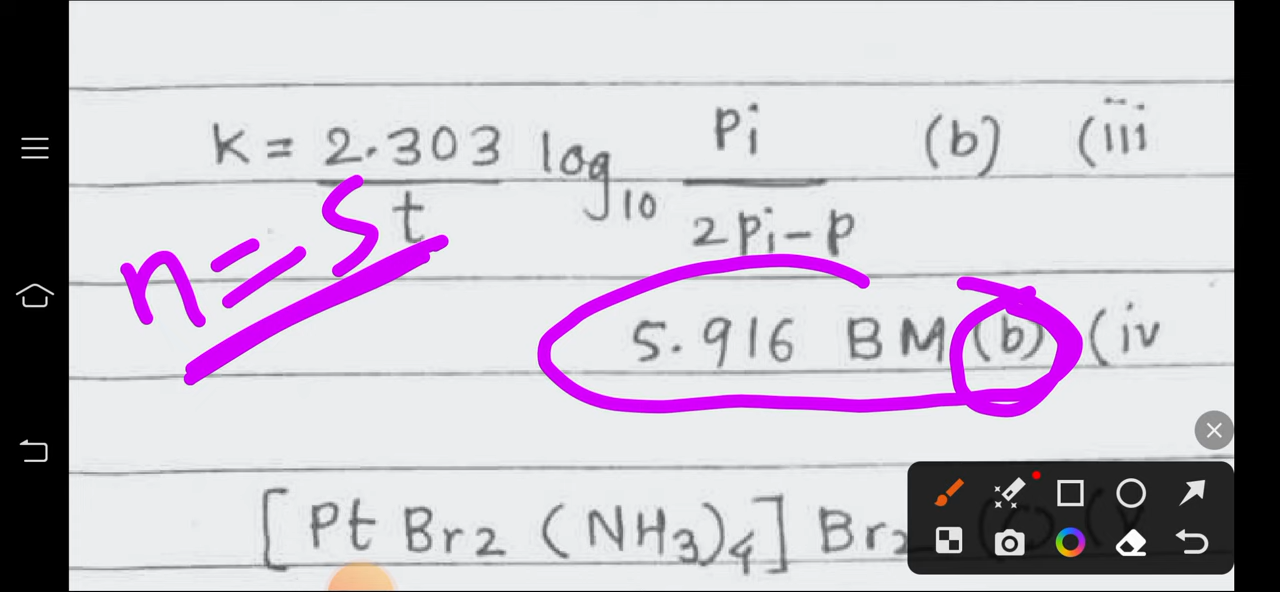 K = 2.303/t log10 Pi/2Pi-P (b) (iii
n = 5
5.916 BM (b) (iv
[Pt Br2 (NH3)4] Br2